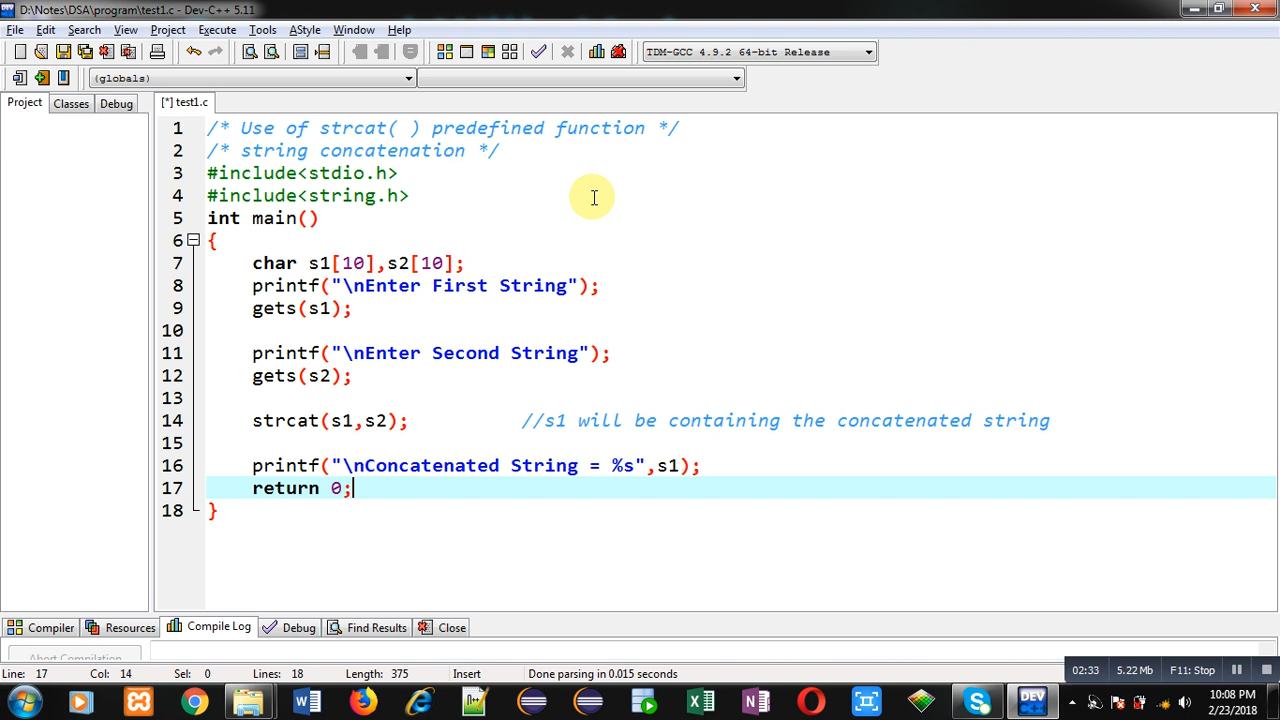 D:\Notes\DSA\program\test1.c - Dev-C++ 5.11
File Edit Search View Project Execute Tools AStyle Window Help
TDM-GCC 4.9.2 64-bit Release
(globals)
Project Classes Debug [*] test1.c
1 /* Use of strcat( ) predefined function */
2 /* string concatenation */
3 #include<stdio.h>
4 #include<string.h>
5 int main()
6 {
7 char s1[10],s2[10];
8 printf("\nEnter First String");
9 gets(s1);
10
11 printf("\nEnter Second String");
12 gets(s2);
13
14 strcat(s1,s2); //s1 will be containing the concatenated string
15
16 printf("\nConcatenated String = %s",s1);
17 return 0;
18 }
Compiler Resources Compile Log Debug Find Results Close
Abort Compilation
02:33 5.22 Mb F11: Stop
Line: 17 Col: 14 Sel: 0 Lines: 18 Length: 375 Insert Done parsing in 0.015 seconds
DEV
10:08 PM
2/23/2018